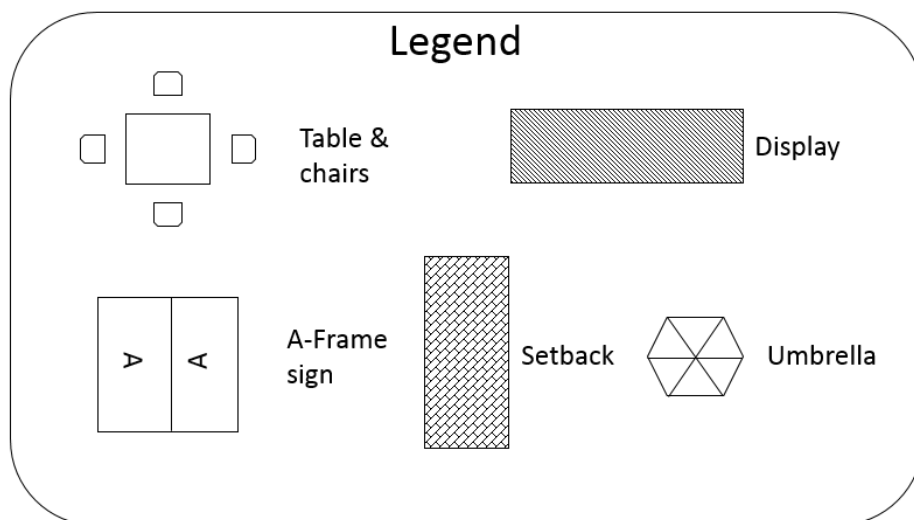 Legend
Table &
chairs
Display
A
A
A-Frame
sign
Setback
Umbrella